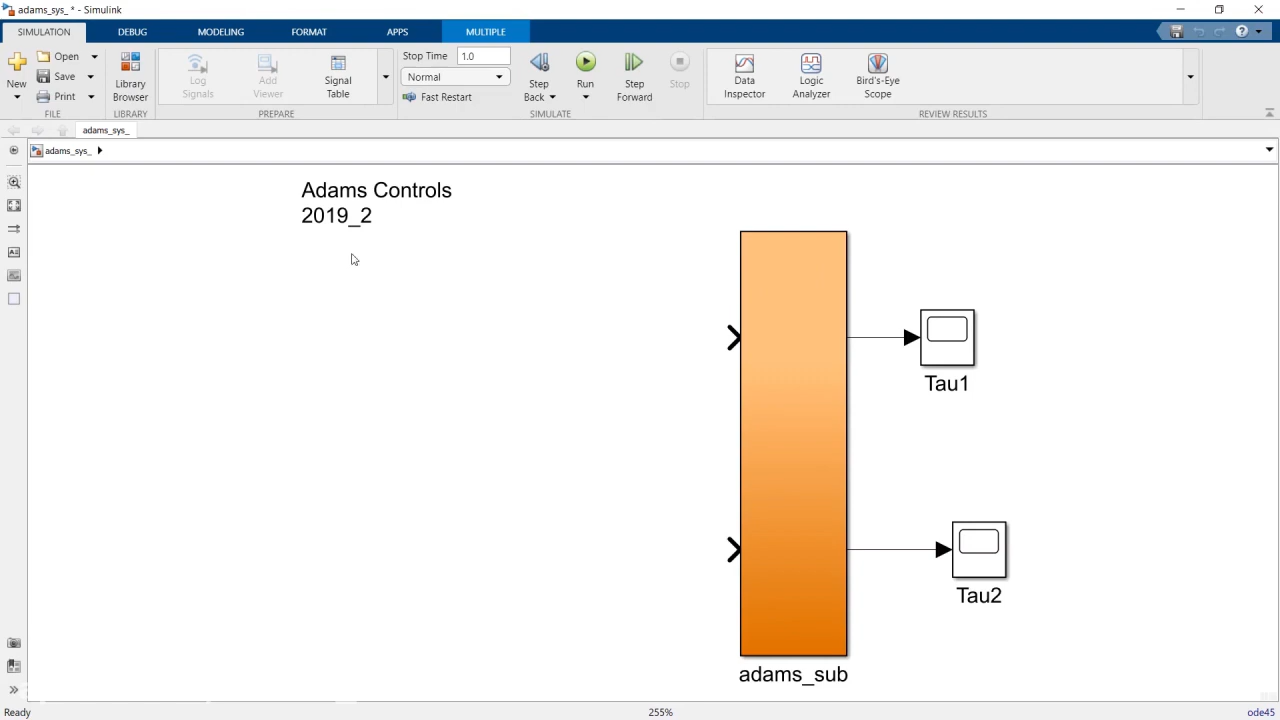 adams_sys_ * - Simulink
SIMULATION DEBUG MODELING FORMAT APPS MULTIPLE
New
Open
Save
Print
FILE
Library Browser
LIBRARY
Log Signals
Add Viewer
Signal Table
PREPARE
Stop Time 1.0
Normal
Fast Restart
Step Back
Run
Step Forward
Stop
SIMULATE
Data Inspector
Logic Analyzer
Bird's-Eye Scope
REVIEW RESULTS
adams_sys_
adams_sys_
Adams Controls
2019_2
Tau1
Tau2
adams_sub
Ready 255% ode45